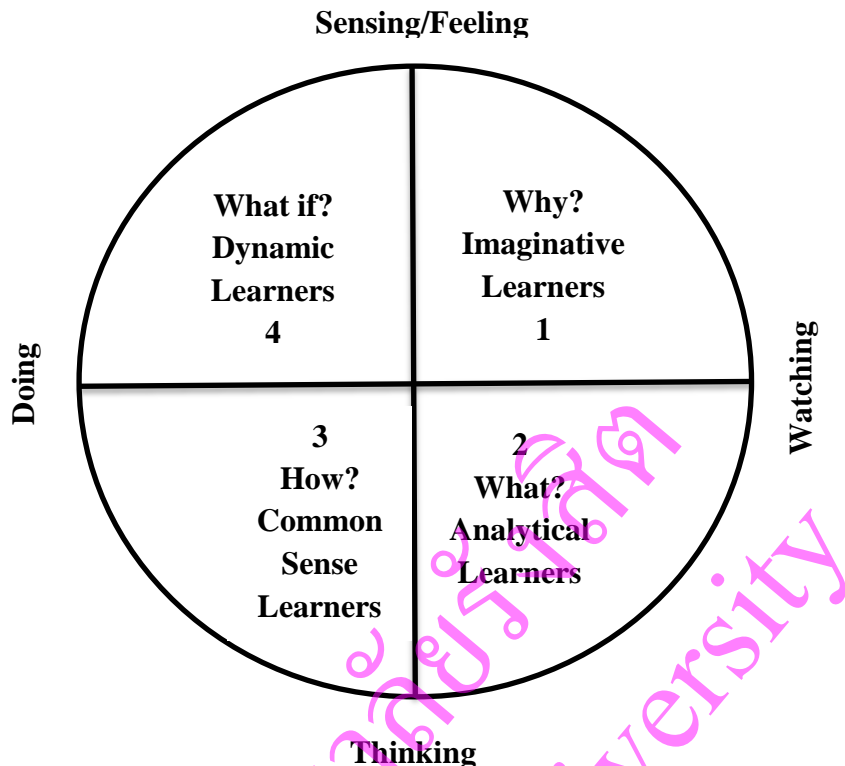 Sensing/Feeling
What if?
Dynamic
Learners
4
Why?
Imaginative
Learners
1
Doing
Watching
3
How?
Common
Sense
Learners
2
What?
Analytical
Learners
Thinking